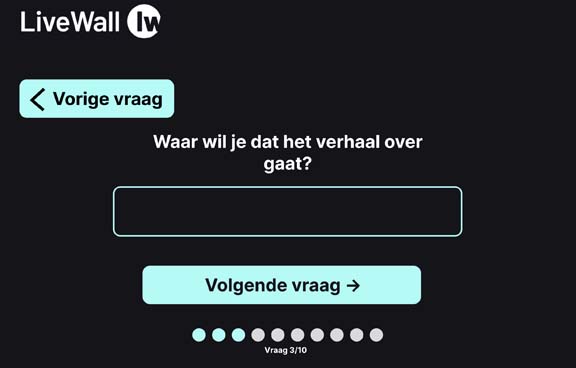 LiveWall lw
Vorige vraag
Waar wil je dat het verhaal over
gaat?
Volgende vraag →
Vraag 3/10